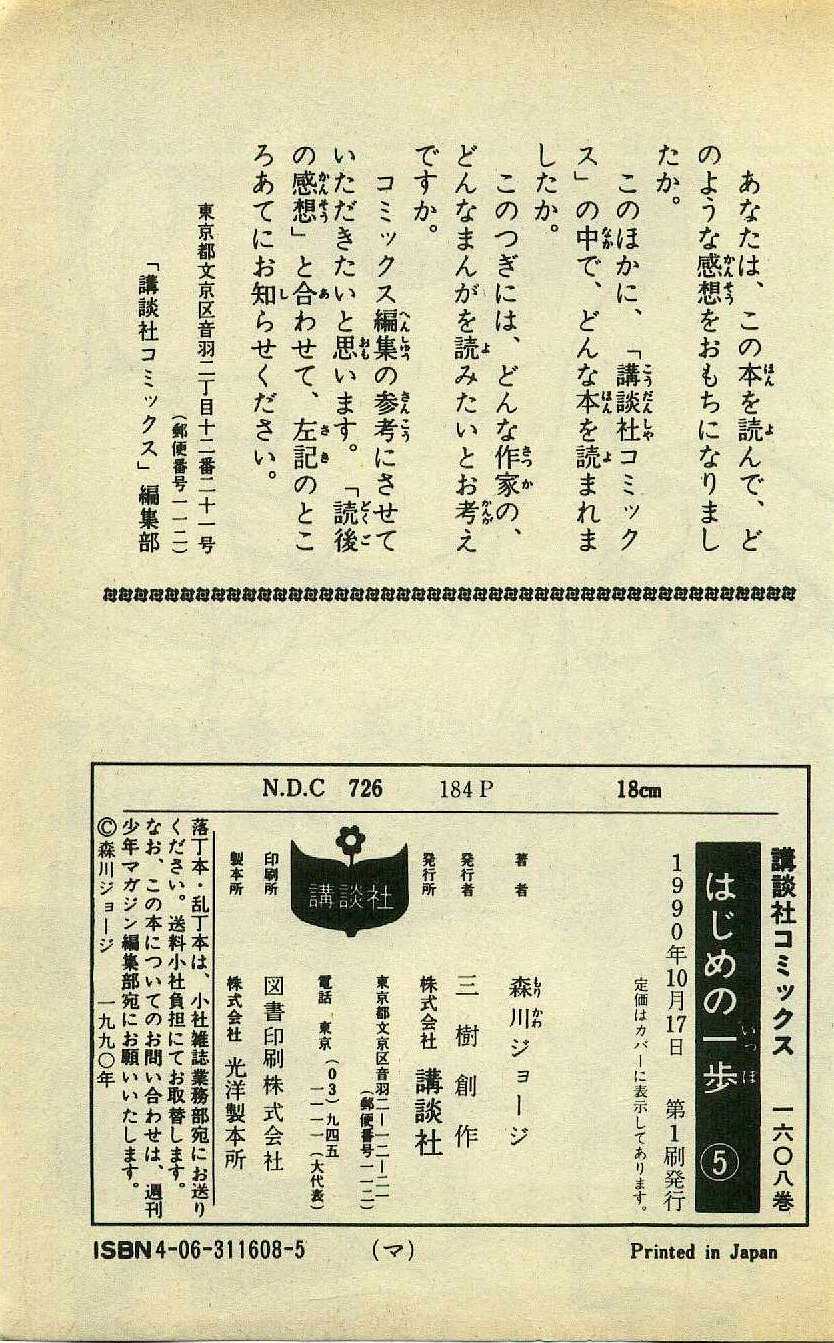 あなたは、この本を読んで、ど
のような感想をおもちになりまし
たか。
このほかに、「講談社コミック
ス」の中で、どんな本を読まれま
したか。
このつぎには、どんな作家の、
どんなまんがを読みたいとお考え
ですか。
コミックス編集の参考にさせて
いただきたいと思います。「読後
の感想」と合わせて、左記のとこ
ろあてにお知らせください。
東京都文京区音羽二丁目十二番二十一号
(郵便番号一一二)
「講談社コミックス」編集部
N.D.C 726 184P 18cm
講談社コミックス 一六〇八巻
はじめの一歩 ⑤
1990年10月17日 第1刷発行
定価はカバーに表示してあります。
著者 森川ジョージ
発行者 三樹創作
発行所 株式会社 講談社
東京都文京区音羽二―一二―二一
(郵便番号一一二)
電話 東京(03)九四五
一一一一(大代表)
講談社
印刷所 図書印刷株式会社
製本所 株式会社 光洋製本所
落丁本・乱丁本は、小社雑誌業務部宛にお送り
ください。送料小社負担にてお取替します。
なお、この本についてのお問い合わせは、週刊
少年マガジン編集部宛にお願いいたします。
©森川ジョージ 一九九〇年
ISBN4-06-311608-5 (マ) Printed in Japan